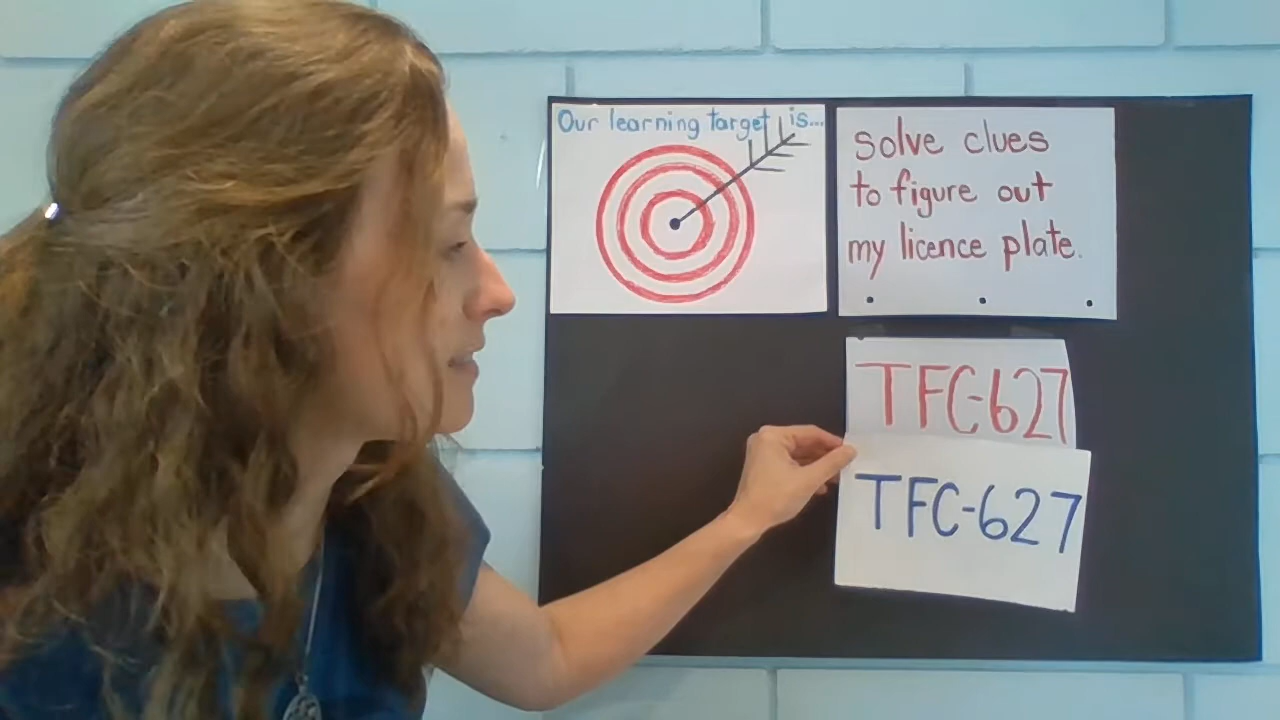 Our learning target is...
solve clues
to figure out
my licence plate.
TFC-627
TFC-627